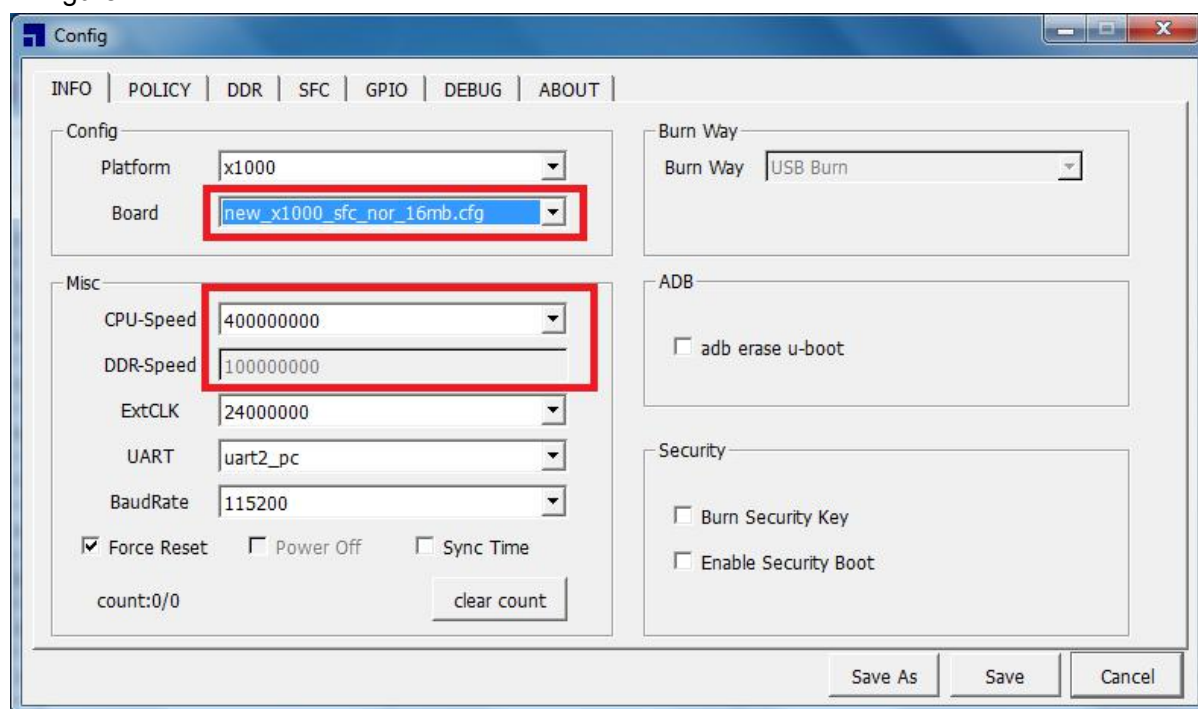 Config
INFO POLICY DDR SFC GPIO DEBUG ABOUT
Config
Platform x1000
Board new_x1000_sfc_nor_16mb.cfg
Burn Way
Burn Way USB Burn
Misc
CPU-Speed 400000000
DDR-Speed 100000000
ExtCLK 24000000
UART uart2_pc
BaudRate 115200
Force Reset Power Off Sync Time
count:0/0 clear count
ADB
adb erase u-boot
Security
Burn Security Key
Enable Security Boot
Save As Save Cancel